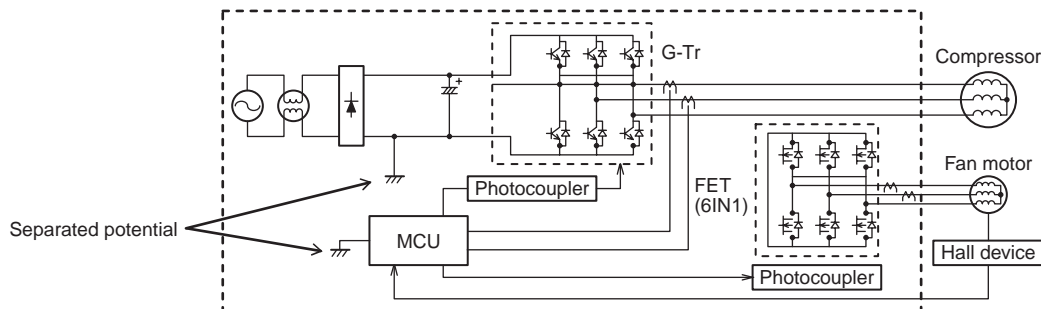 G-Tr
Compressor
+
Photocoupler
FET
(6IN1)
Fan motor
Separated potential
MCU
Hall device
Photocoupler